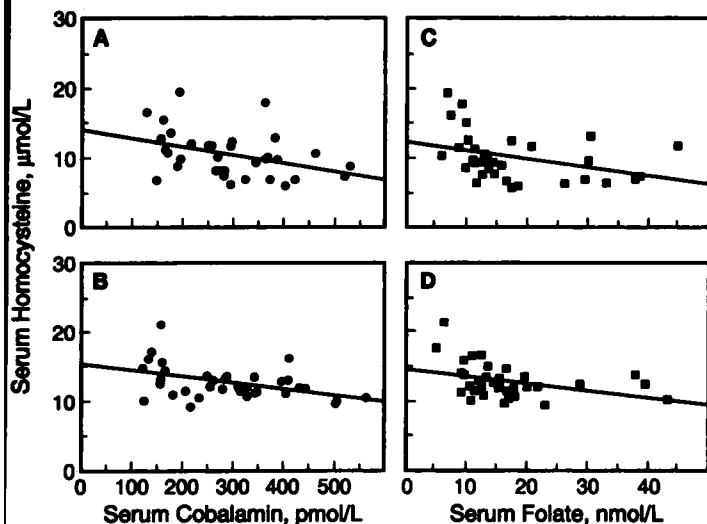 Serum Homocysteine, μmol/L
A
30
20
10
0
C
B
30
20
10
0
D
0 100 200 300 400 500
Serum Cobalamin, pmol/L
0 10 20 30 40
Serum Folate, nmol/L